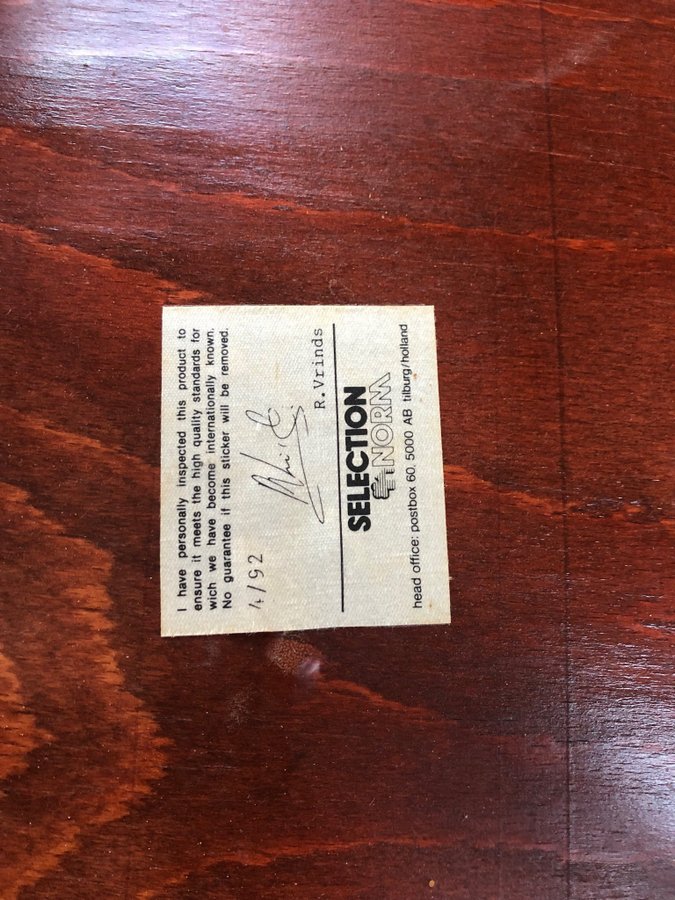 I have personally inspected this product to
ensure it meets the high quality standards for
wich we have become internationally known.
No guarantee if this sticker will be removed.
4/92
R.Vrinds
SELECTION
NORM
head office: postbox 60, 5000 AB tilburg/holland